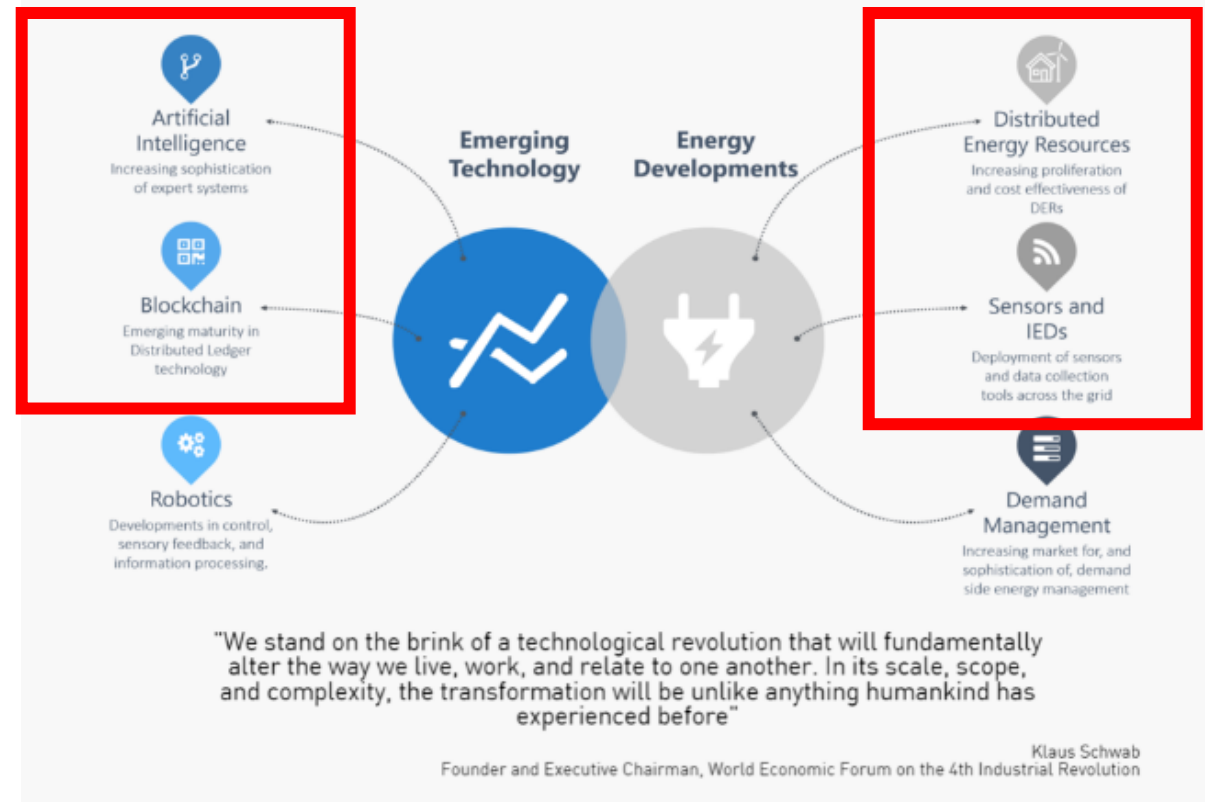 Artificial
Intelligence
Increasing sophistication
of expert systems
Blockchain
Emerging maturity in
Distributed Ledger
technology
Robotics
Developments in control,
sensory feedback, and
information processing.
Emerging
Technology
Energy
Developments
Distributed
Energy Resources
Increasing proliferation
and cost effectiveness of
DERs
Sensors and
IEDs
Deployment of sensors
and data collection
tools across the grid
Demand
Management
Increasing market for, and
sophistication of, demand
side energy management
"We stand on the brink of a technological revolution that will fundamentally
alter the way we live, work, and relate to one another. In its scale, scope,
and complexity, the transformation will be unlike anything humankind has
experienced before"
Klaus Schwab
Founder and Executive Chairman, World Economic Forum on the 4th Industrial Revolution